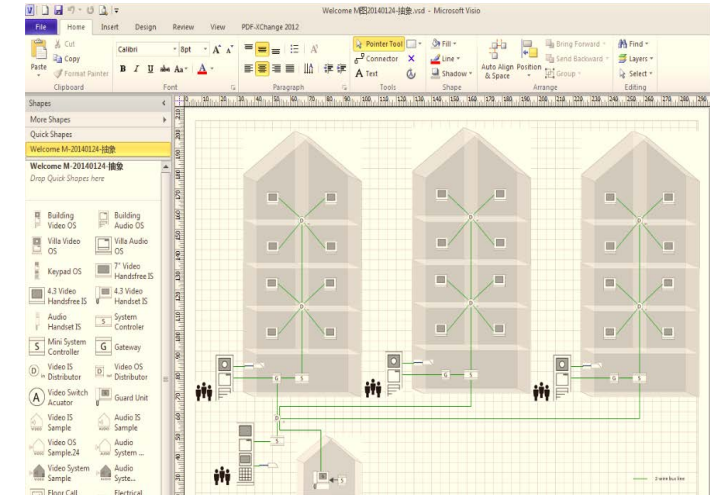 Welcome M图20140124-抽象.vsd - Microsoft Visio
File Home Insert Design Review View PDF-XChange 2012
Cut
Copy
Format Painter
Paste
Clipboard
Calibri 8pt
Font
Paragraph
Pointer Tool
Connector
Text
Tools
Fill
Line
Shadow
Shape
Auto Align & Space
Position
Bring Forward
Send Backward
Group
Arrange
Find
Layers
Select
Editing
Shapes
More Shapes
Quick Shapes
Welcome M-20140124-抽象
Welcome M-20140124-抽象
Drop Quick Shapes here
Building Video OS
Building Audio OS
Villa Video OS
Villa Audio OS
Keypad OS
7" Video Handsfree IS
4.3 Video Handsfree IS
4.3 Video Handset IS
Audio Handset IS
System Controler
Mini System Controller
Gateway
Video IS Distributor
Video OS Distributor
Video Switch Acuator
Guard Unit
Video IS Sample
Audio IS Sample
Video OS Sample.24
Audio System ...
Video System Sample
Audio Syste...
Floor Call
Electrical
G S
G S
G S